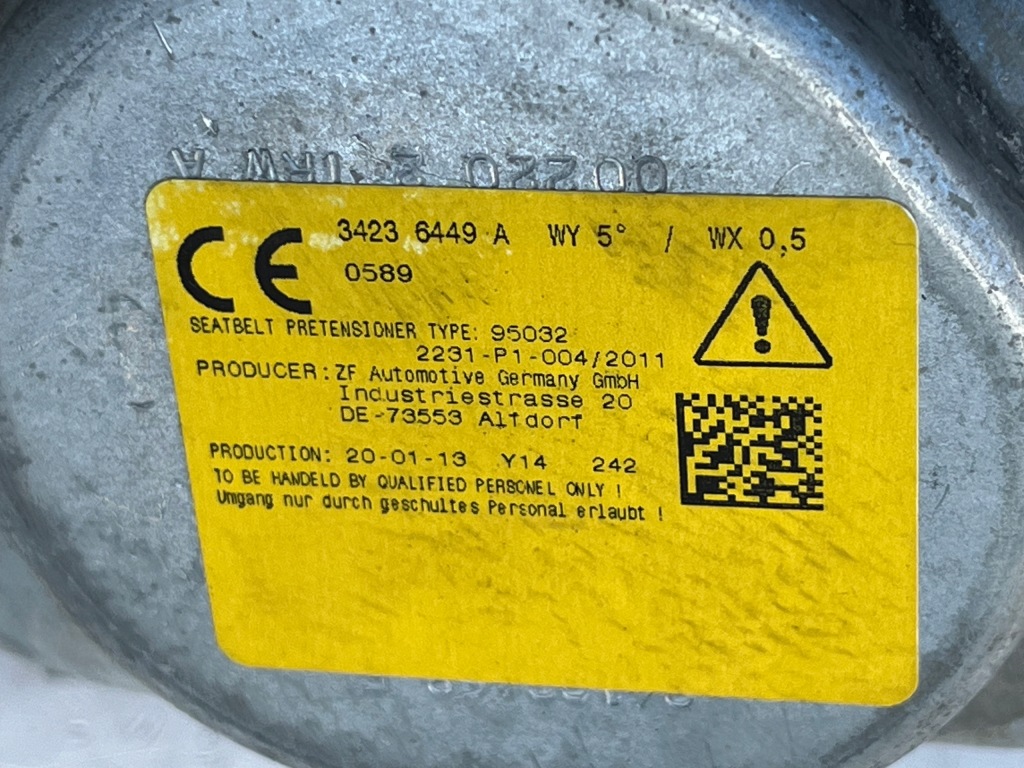 3423 6449 A WY 5° / WX 0,5
CE 0589
SEATBELT PRETENSIONER TYPE: 95032
2231-P1-004/2011
PRODUCER: ZF Automotive Germany GmbH
Industriestrasse 20
DE-73553 Alfdorf
PRODUCTION: 20-01-13 Y14 242
TO BE HANDELD BY QUALIFIED PERSONEL ONLY !
Umgang nur durch geschultes Personal erlaubt !